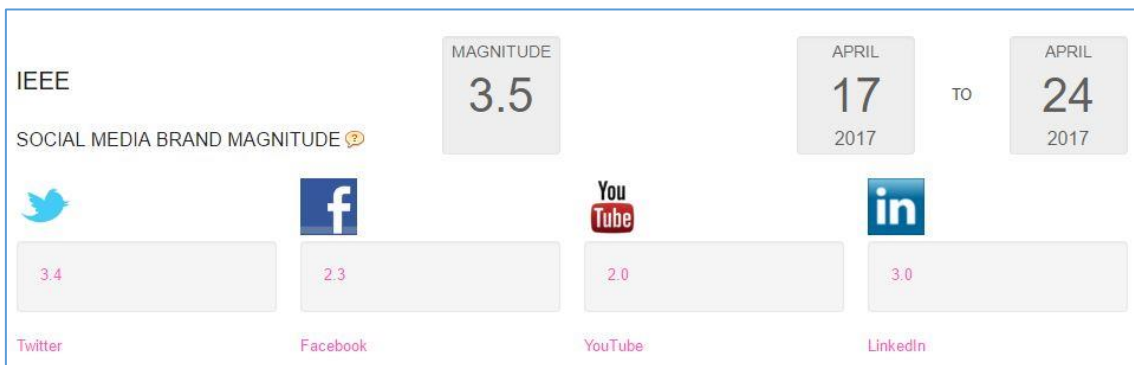 IEEE
SOCIAL MEDIA BRAND MAGNITUDE
MAGNITUDE
3.5
APRIL
17
2017
TO
APRIL
24
2017
f
You
Tube
in
3.4
2.3
2.0
3.0
Twitter
Facebook
YouTube
LinkedIn